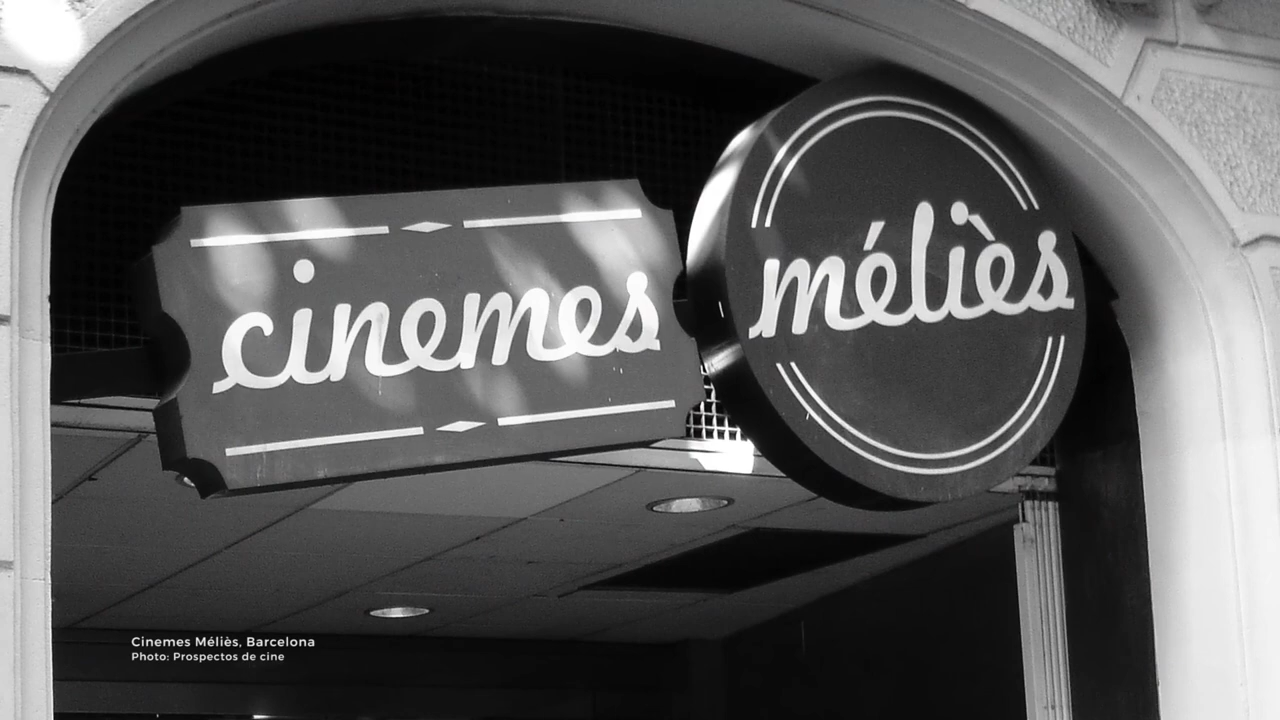 cinemes
méliès
Cinemes Méliès, Barcelona
Photo: Prospectos de cine